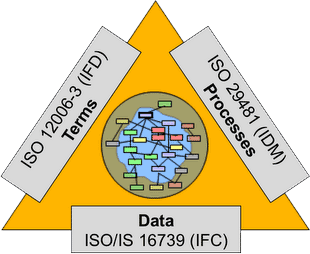 ISO 12006-3 (IFD)
Terms
ISO 29481 (IDM)
Processes
Data
ISO/IS 16739 (IFC)